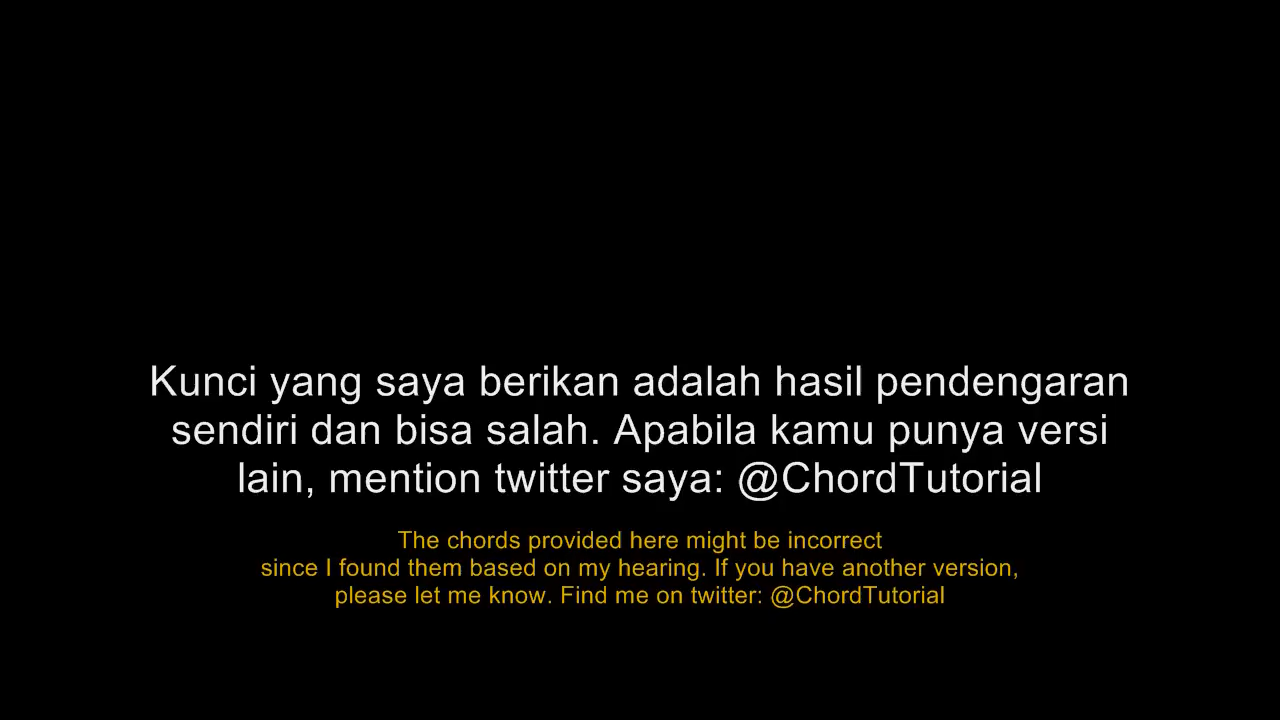 Kunci yang saya berikan adalah hasil pendengaran
sendiri dan bisa salah. Apabila kamu punya versi
lain, mention twitter saya: @ChordTutorial
The chords provided here might be incorrect
since I found them based on my hearing. If you have another version,
please let me know. Find me on twitter: @ChordTutorial